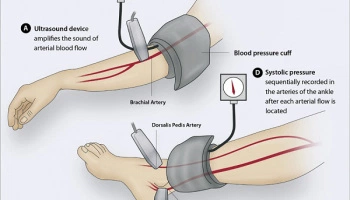 A Ultrasound device
amplifies the sound of
arterial blood flow
Blood pressure cuff
D Systolic pressure
sequentially recorded in
the arteries of the ankle
after each arterial flow is
located
Brachial Artery
Dorsalis Pedis Artery